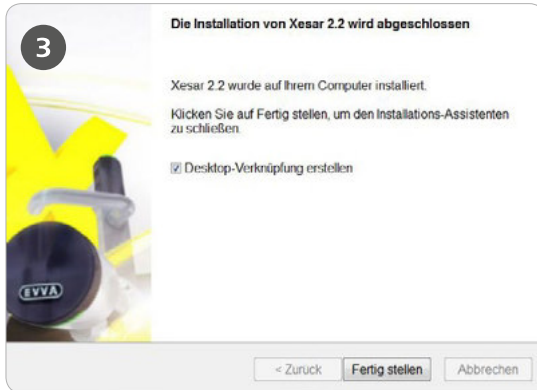 3
Die Installation von Xesar 2.2 wird abgeschlossen
Xesar 2.2 wurde auf Ihrem Computer installiert.
Klicken Sie auf Fertig stellen, um den Installations-Assistenten
zu schließen.
Desktop-Verknüpfung erstellen
EVVA
< Zurück Fertig stellen Abbrechen